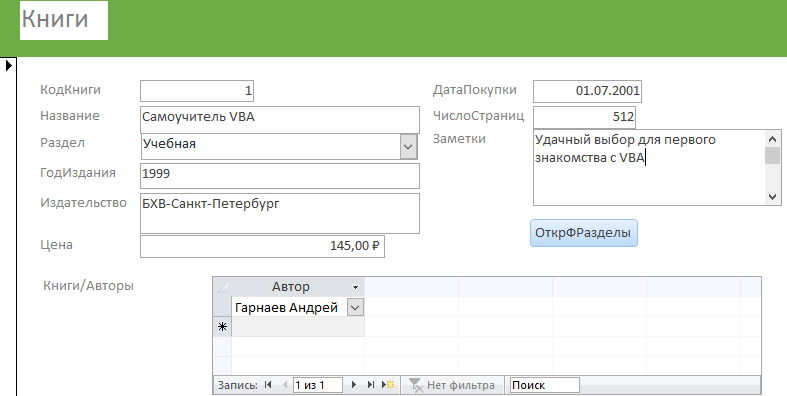 Книги
КодКниги 1
ДатаПокупки 01.07.2001
Название Самоучитель VBA
ЧислоСтраниц 512
Раздел Учебная
Заметки Удачный выбор для первого
знакомства с VBA
ГодИздания 1999
Издательство БХВ-Санкт-Петербург
ОткрФРазделы
Цена 145,00 ₽
Книги/Авторы
Автор
Гарнаев Андрей
Запись: 1 из 1 Нет фильтра Поиск